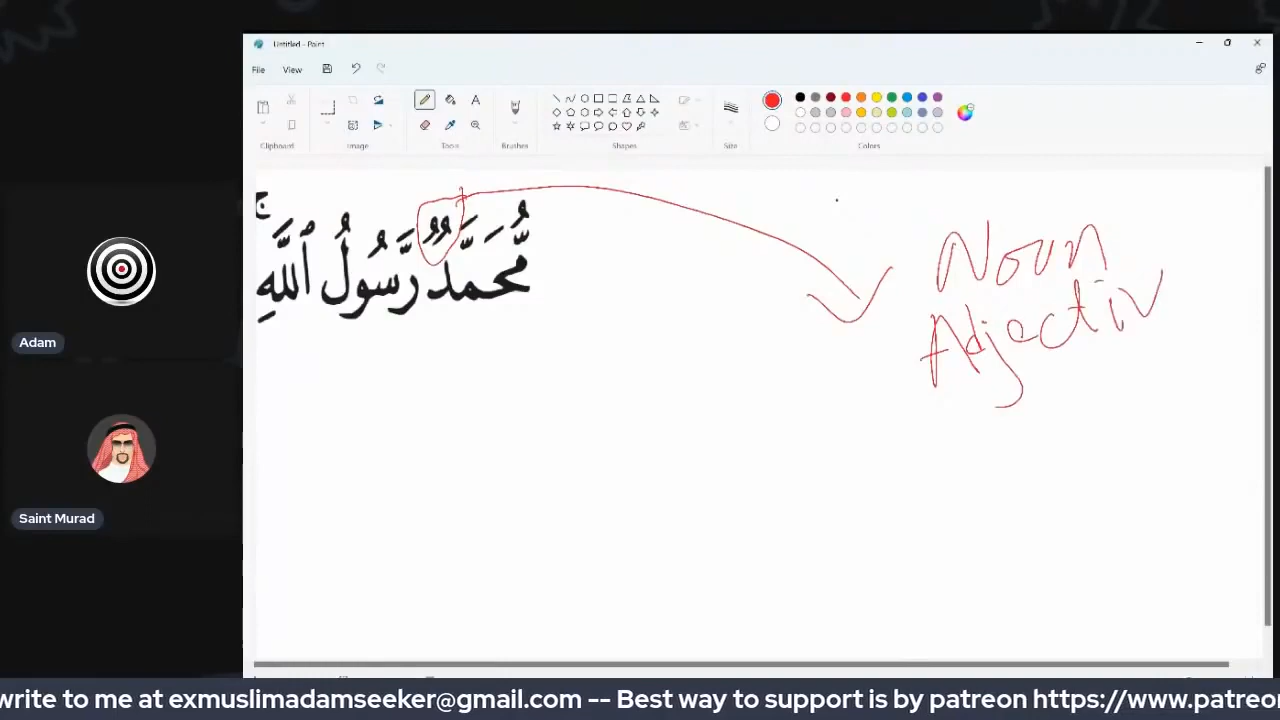 Untitled - Paint
File View
Clipboard Image Tools Brushes Shapes Size Colors
ۚ
مُّحَمَّدٌ رَّسُولُ ٱللَّهِ
Noun
Adjectiv
Adam
Saint Murad
write to me at exmuslimadamseeker@gmail.com -- Best way to support is by patreon https://www.patreo